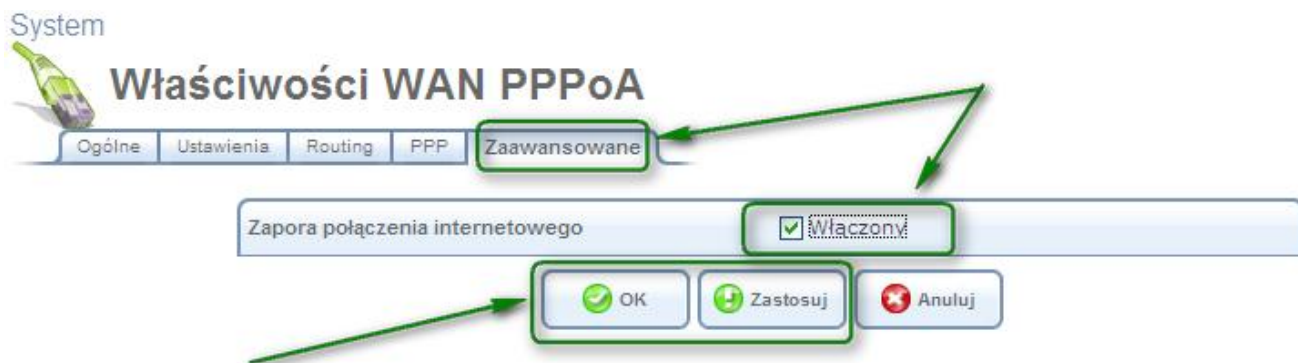 System
Właściwości WAN PPPoA
Ogólne Ustawienia Routing PPP Zaawansowane
Zapora połączenia internetowego Włączony
OK Zastosuj Anuluj